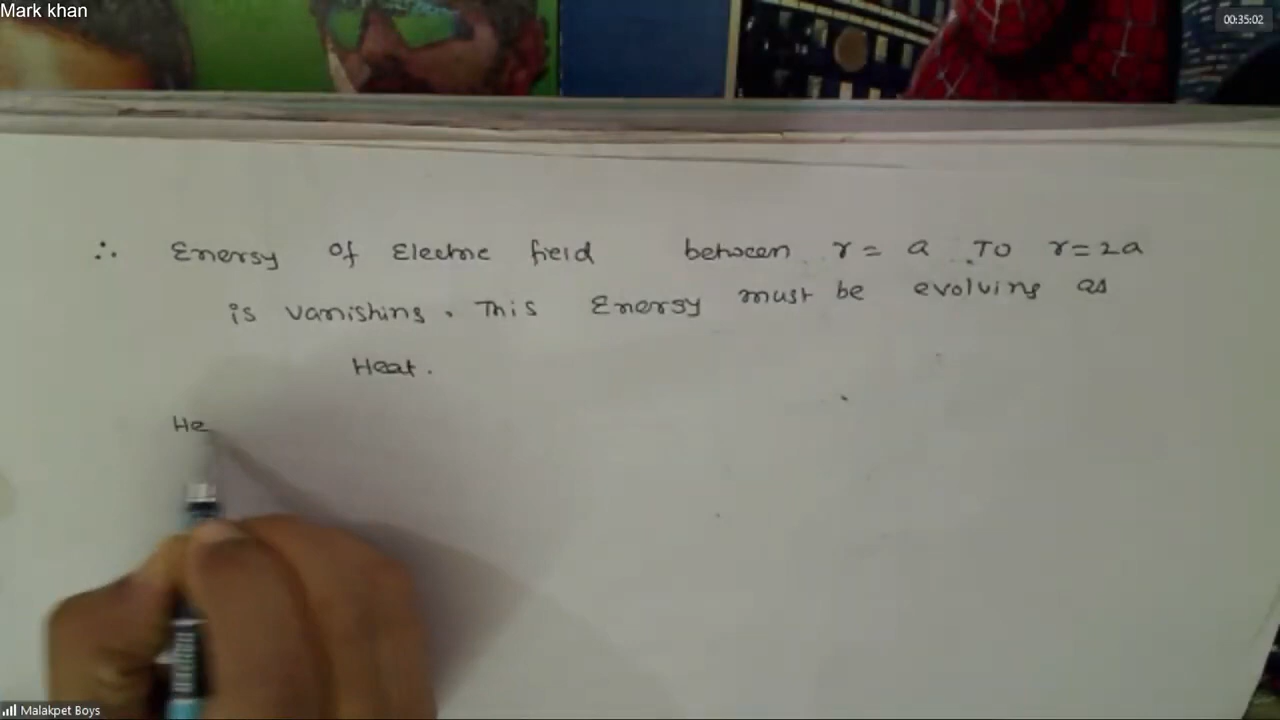 Mark khan
00:35:02
∴ Energy of Electric field between r = a To r = 2a
is vanishing. This Energy must be evolving as
Heat.
He
Malakpet Boys